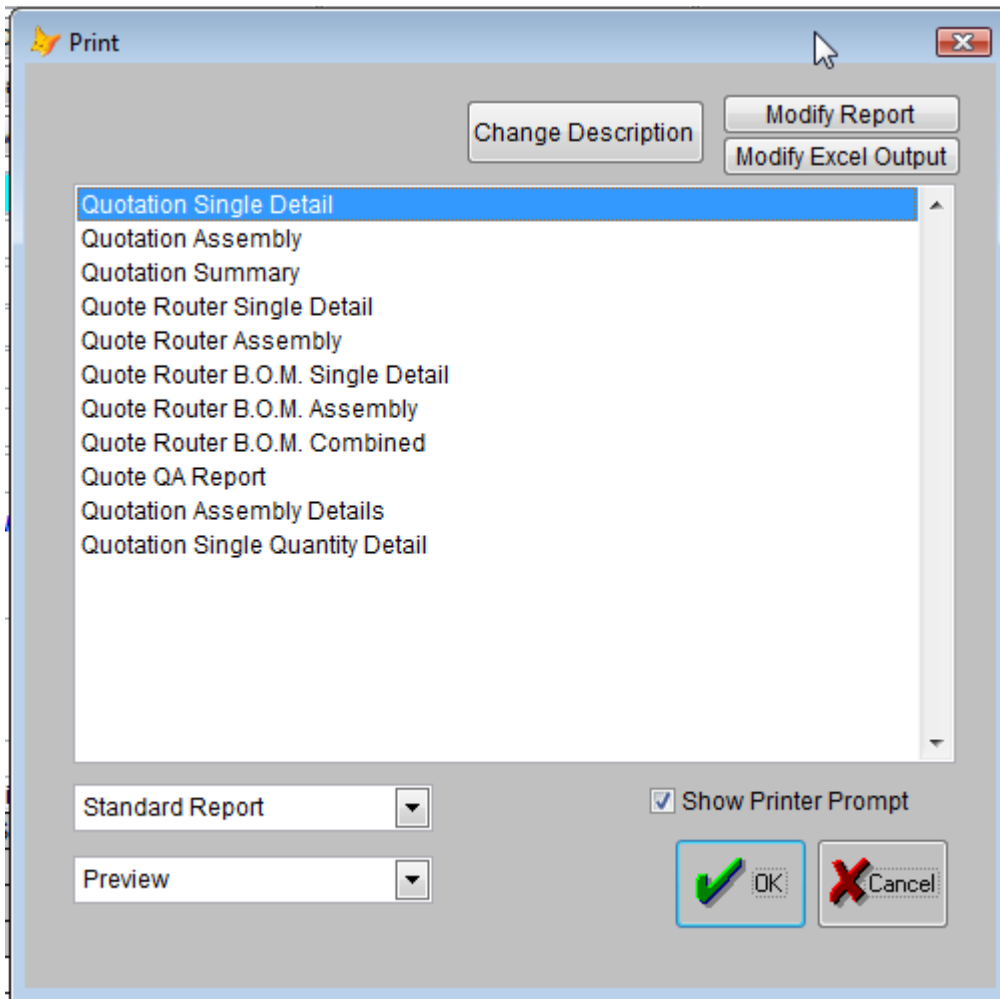 Print
Change Description
Modify Report
Modify Excel Output
Quotation Single Detail
Quotation Assembly
Quotation Summary
Quote Router Single Detail
Quote Router Assembly
Quote Router B.O.M. Single Detail
Quote Router B.O.M. Assembly
Quote Router B.O.M. Combined
Quote QA Report
Quotation Assembly Details
Quotation Single Quantity Detail
Standard Report
Show Printer Prompt
Preview
OK
Cancel